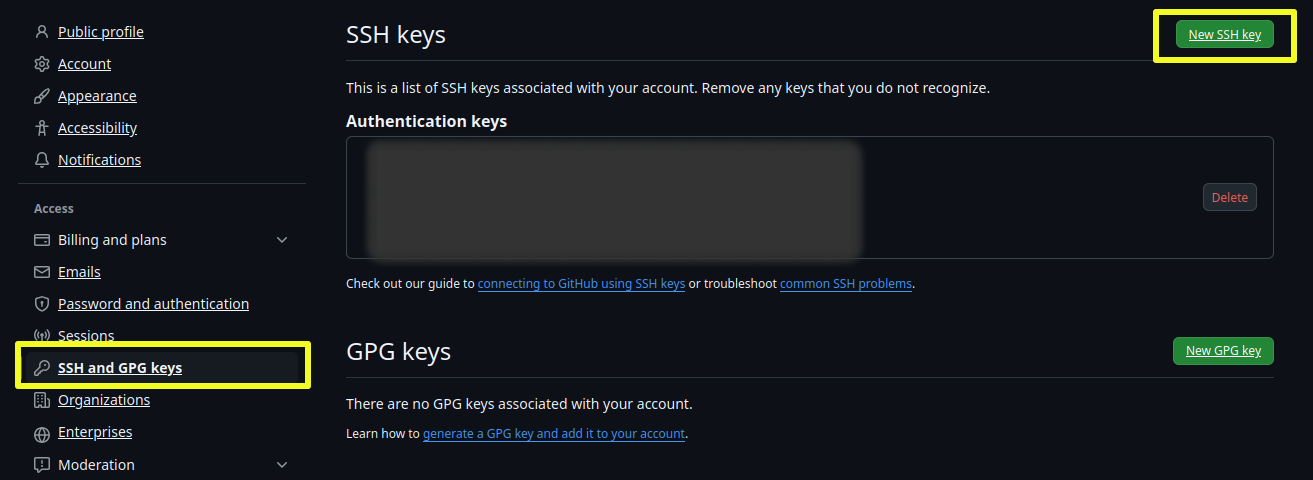 Public profile
Account
Appearance
Accessibility
Notifications
Access
Billing and plans
Emails
Password and authentication
Sessions
SSH and GPG keys
Organizations
Enterprises
Moderation
SSH keys
New SSH key
This is a list of SSH keys associated with your account. Remove any keys that you do not recognize.
Authentication keys
Delete
Check out our guide to connecting to GitHub using SSH keys or troubleshoot common SSH problems.
GPG keys
New GPG key
There are no GPG keys associated with your account.
Learn how to generate a GPG key and add it to your account.